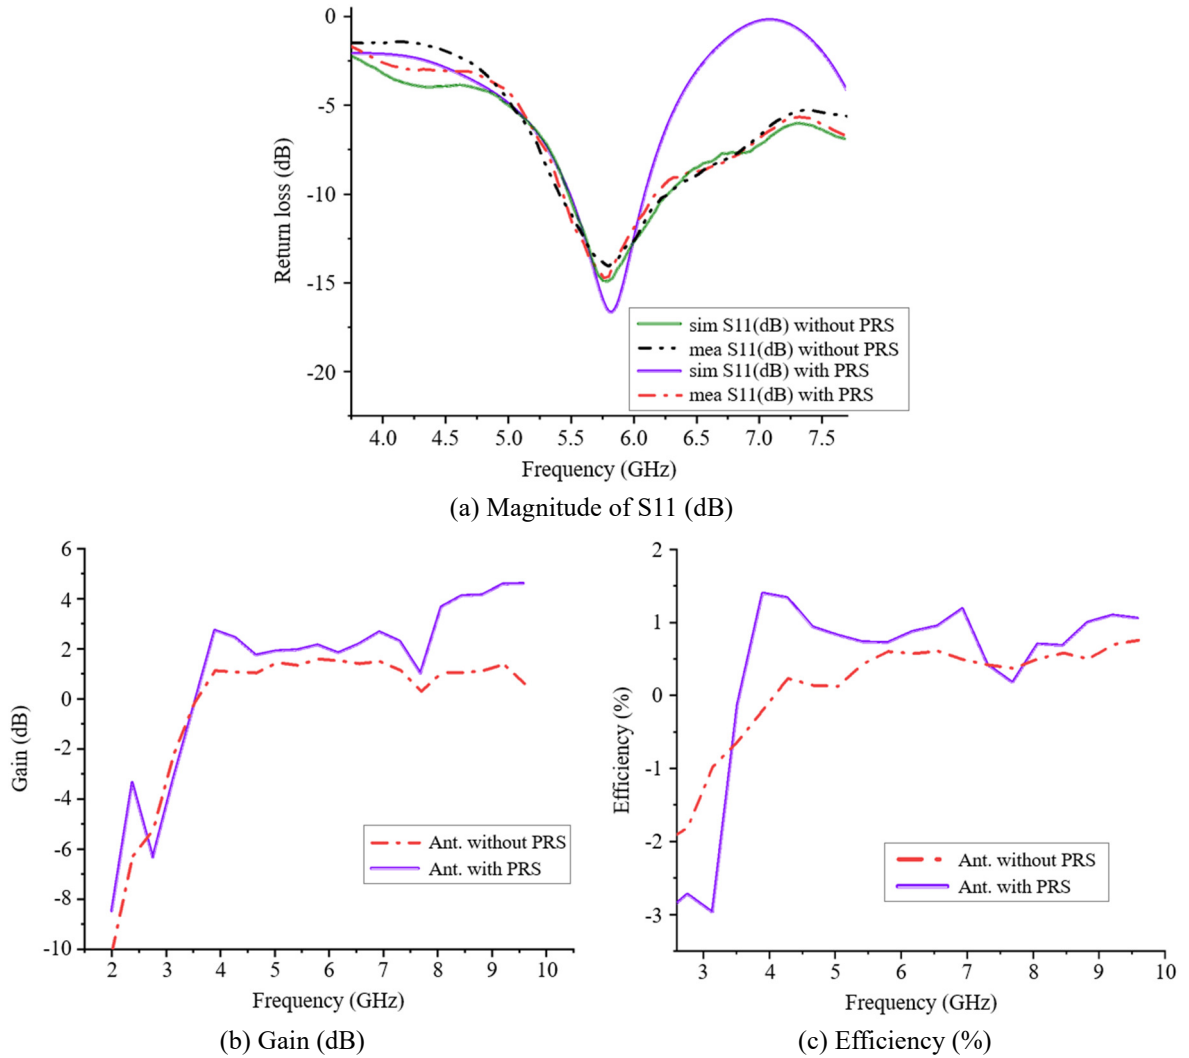 0
-5
-10
-15
-20
Return loss (dB)
sim S11(dB) without PRS
mea S11(dB) without PRS
sim S11(dB) with PRS
mea S11(dB) with PRS
4.0 4.5 5.0 5.5 6.0 6.5 7.0 7.5
Frequency (GHz)
(a) Magnitude of S11 (dB)
6
4
2
0
-2
-4
-6
-8
-10
Gain (dB)
Ant. without PRS
Ant. with PRS
2 3 4 5 6 7 8 9 10
Frequency (GHz)
(b) Gain (dB)
2
1
0
-1
-2
-3
Efficiency (%)
Ant. without PRS
Ant. with PRS
3 4 5 6 7 8 9 10
Frequency (GHz)
(c) Efficiency (%)